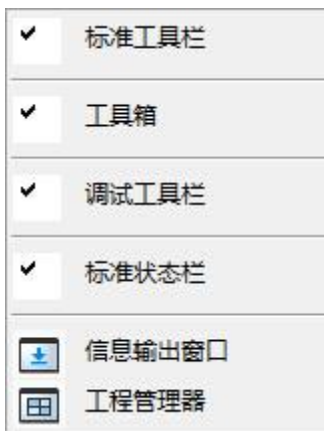 标准工具栏
工具箱
调试工具栏
标准状态栏
信息输出窗口
工程管理器